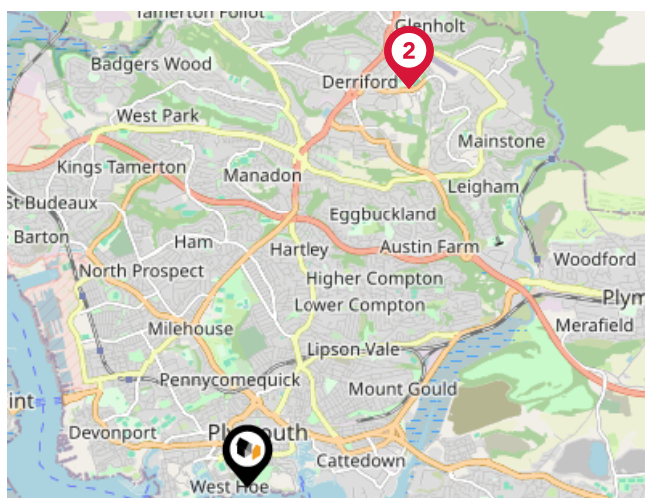 Tamerton Foliot
Glenholt
2
Badgers Wood
Derriford
West Park
Mainstone
Kings Tamerton
Manadon
Leigham
St Budeaux
Eggbuckland
Barton
Ham
Hartley
Austin Farm
Woodford
North Prospect
Higher Compton
Plym
Lower Compton
Milehouse
Merafield
Lipson Vale
Pennycomequick
Mount Gould
int
Devonport
Plymouth
Cattedown
West Hoe